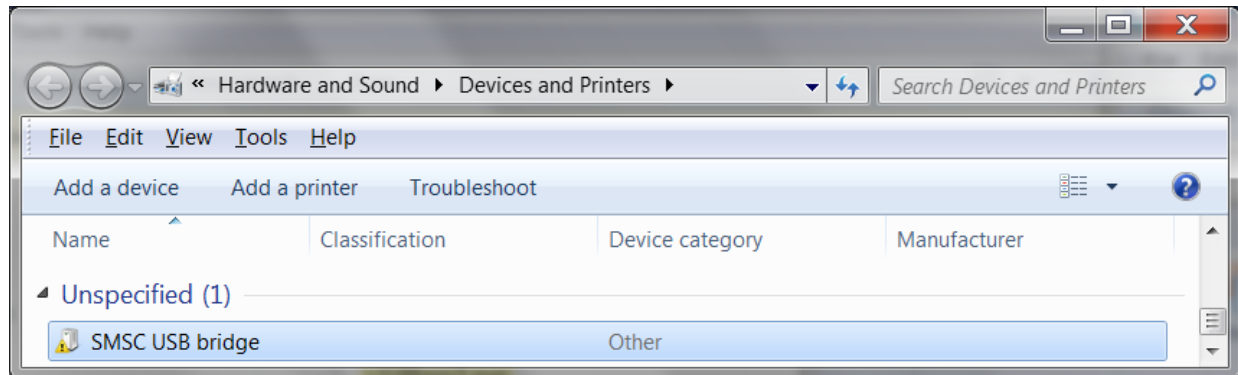 « Hardware and Sound ▸ Devices and Printers ▸ Search Devices and Printers
File Edit View Tools Help
Add a device Add a printer Troubleshoot
Name Classification Device category Manufacturer
Unspecified (1)
SMSC USB bridge Other